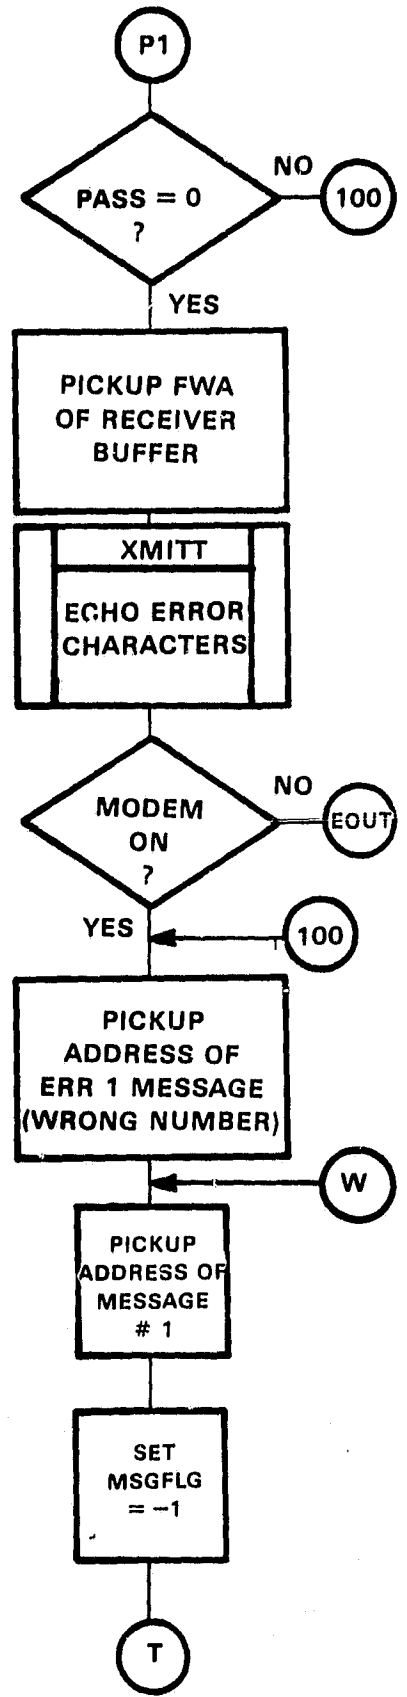 P1
PASS = 0
?
NO
100
YES
PICKUP FWA
OF RECEIVER
BUFFER
XMITT
ECHO ERROR
CHARACTERS
MODEM
ON
?
NO
EOUT
YES
100
PICKUP
ADDRESS OF
ERR 1 MESSAGE
(WRONG NUMBER)
W
PICKUP
ADDRESS OF
MESSAGE
# 1
SET
MSGFLG
= -1
T